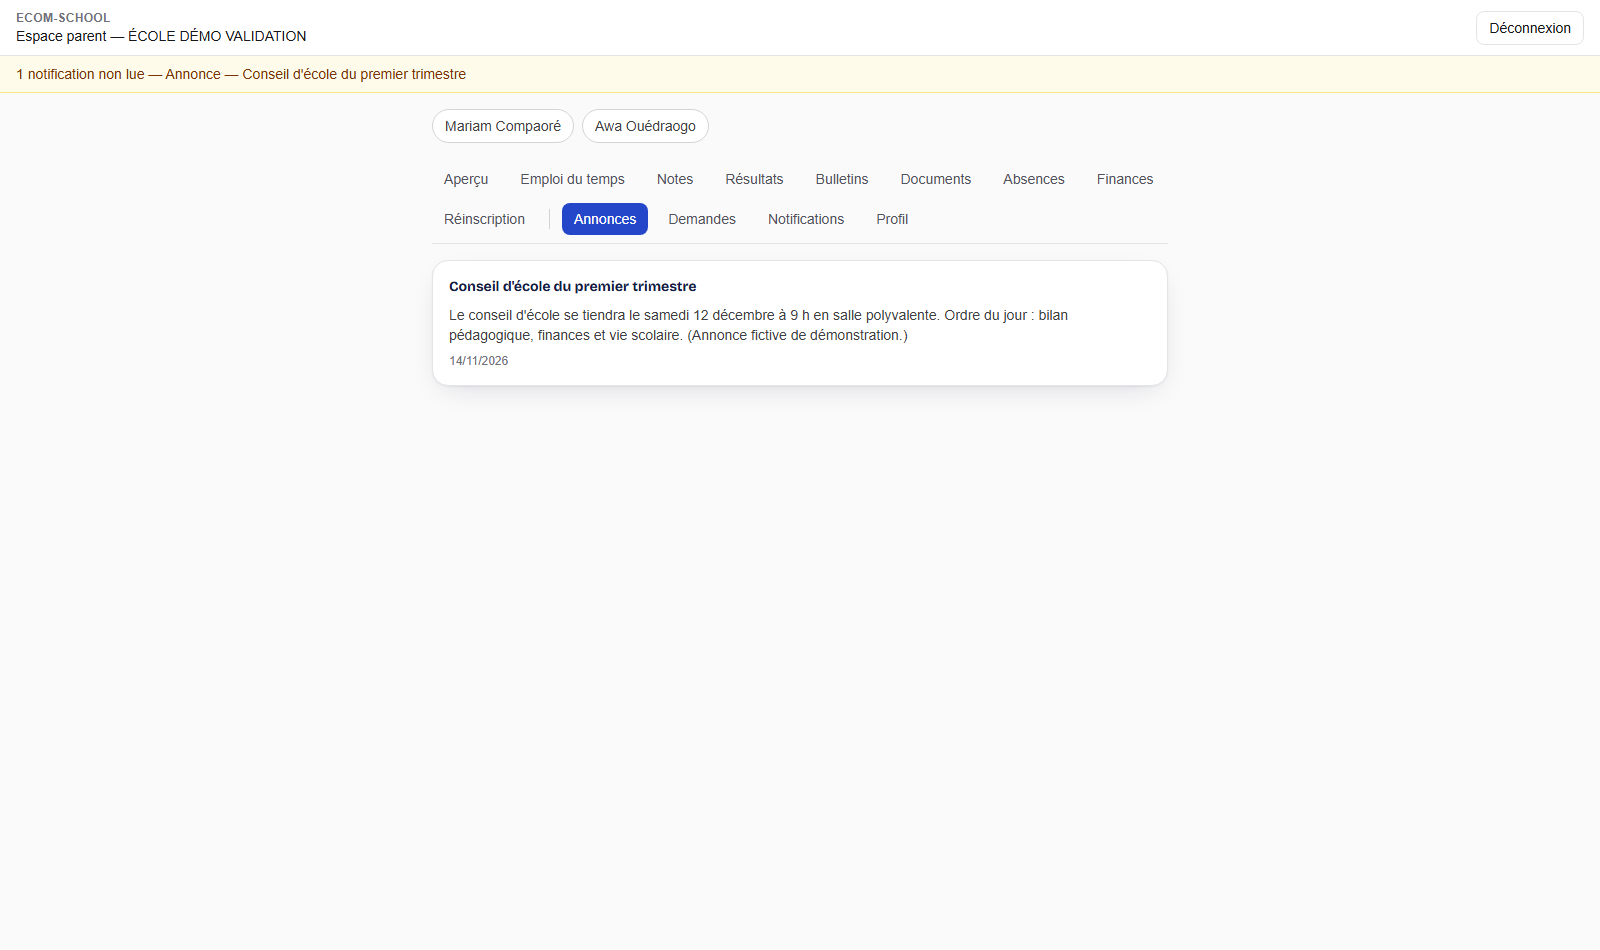 ECOM-SCHOOL
Espace parent — ÉCOLE DÉMO VALIDATION
Déconnexion
1 notification non lue — Annonce — Conseil d'école du premier trimestre
Mariam Compaoré
Awa Ouédraogo
Aperçu
Emploi du temps
Notes
Résultats
Bulletins
Documents
Absences
Finances
Réinscription
Annonces
Demandes
Notifications
Profil
Conseil d'école du premier trimestre
Le conseil d'école se tiendra le samedi 12 décembre à 9 h en salle polyvalente. Ordre du jour : bilan
pédagogique, finances et vie scolaire. (Annonce fictive de démonstration.)
14/11/2026